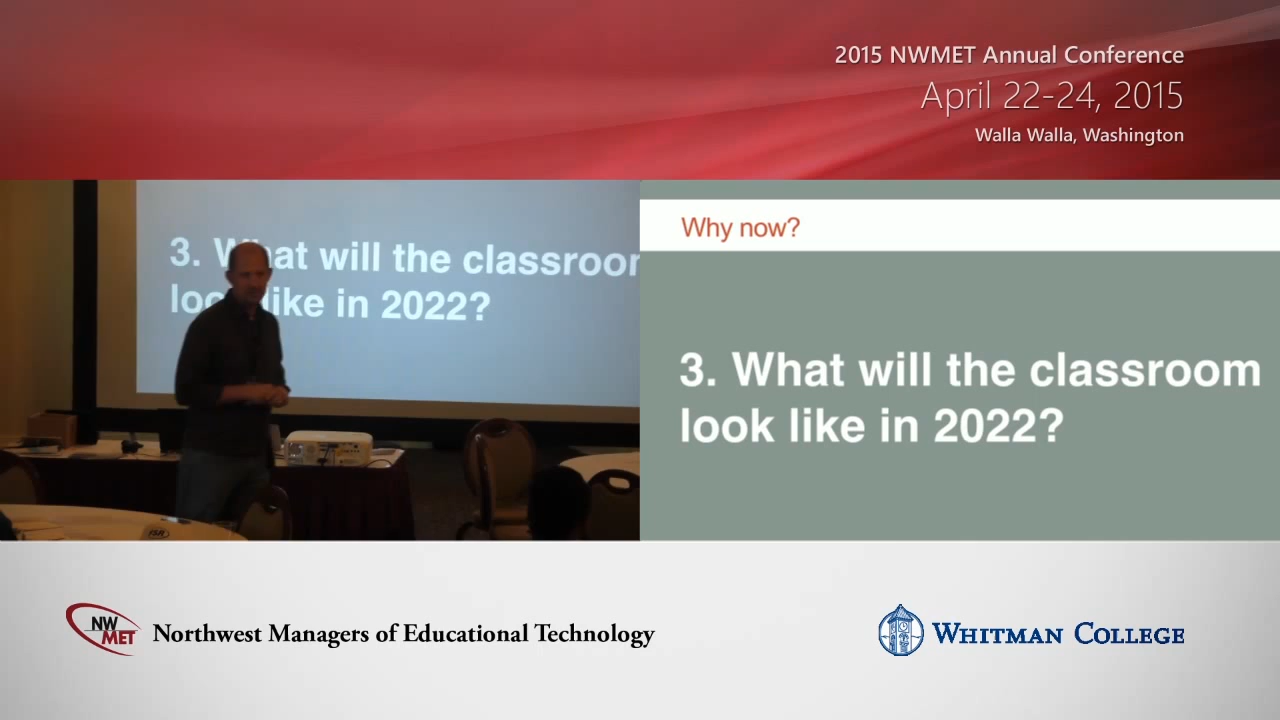 2015 NWMET Annual Conference
April 22-24, 2015
Walla Walla, Washington
3. What will the classroom
look like in 2022?
Why now?
3. What will the classroom
look like in 2022?
NW
MET
Northwest Managers of Educational Technology
WHITMAN COLLEGE